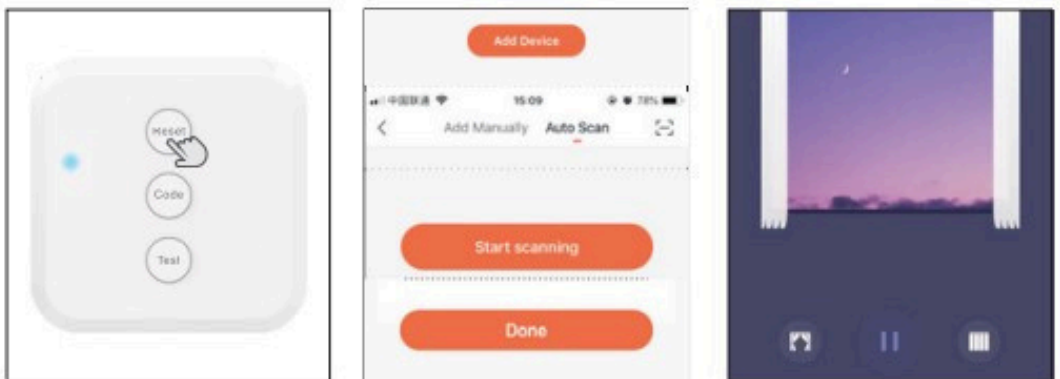 Reset
Code
Test
Add Device
中国联通 15:09 78%
Add Manually Auto Scan
Start scanning
Done